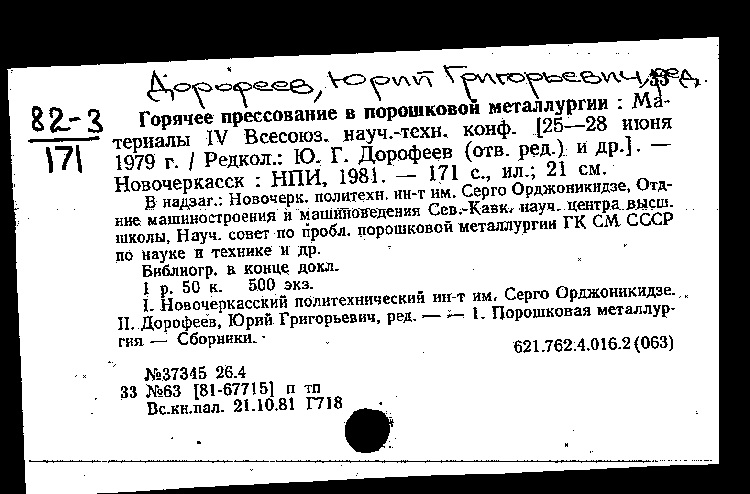 Дорофеев, Юрий Григорьевич, ред.
82-3
171
Горячее прессование в порошковой металлургии : Ма-
териалы IV Всесоюз. науч.-техн. конф. [25—28 июня
1979 г. / Редкол.: Ю. Г. Дорофеев (отв. ред.) и др.]. —
Новочеркасск : НПИ, 1981. — 171 с., ил.; 21 см.
В надзаг.: Новочерк. политехн. ин-т им. Серго Орджоникидзе, Отд-
ние машиностроения и машиноведения Сев.-Кавк. науч. центра высш.
школы, Науч. совет по пробл. порошковой металлургии ГК СМ СССР
по науке и технике и др.
Библиогр. в конце докл.
1 р. 50 к. 500 экз.
I. Новочеркасский политехнический ин-т им. Серго Орджоникидзе.
II. Дорофеев, Юрий Григорьевич, ред. — — 1. Порошковая металлур-
гия — Сборники.
621.762.4.016.2 (063)
№37345 26.4
33 №63 [81-67715] п тп
Вс.кн.пал. 21.10.81 Г718